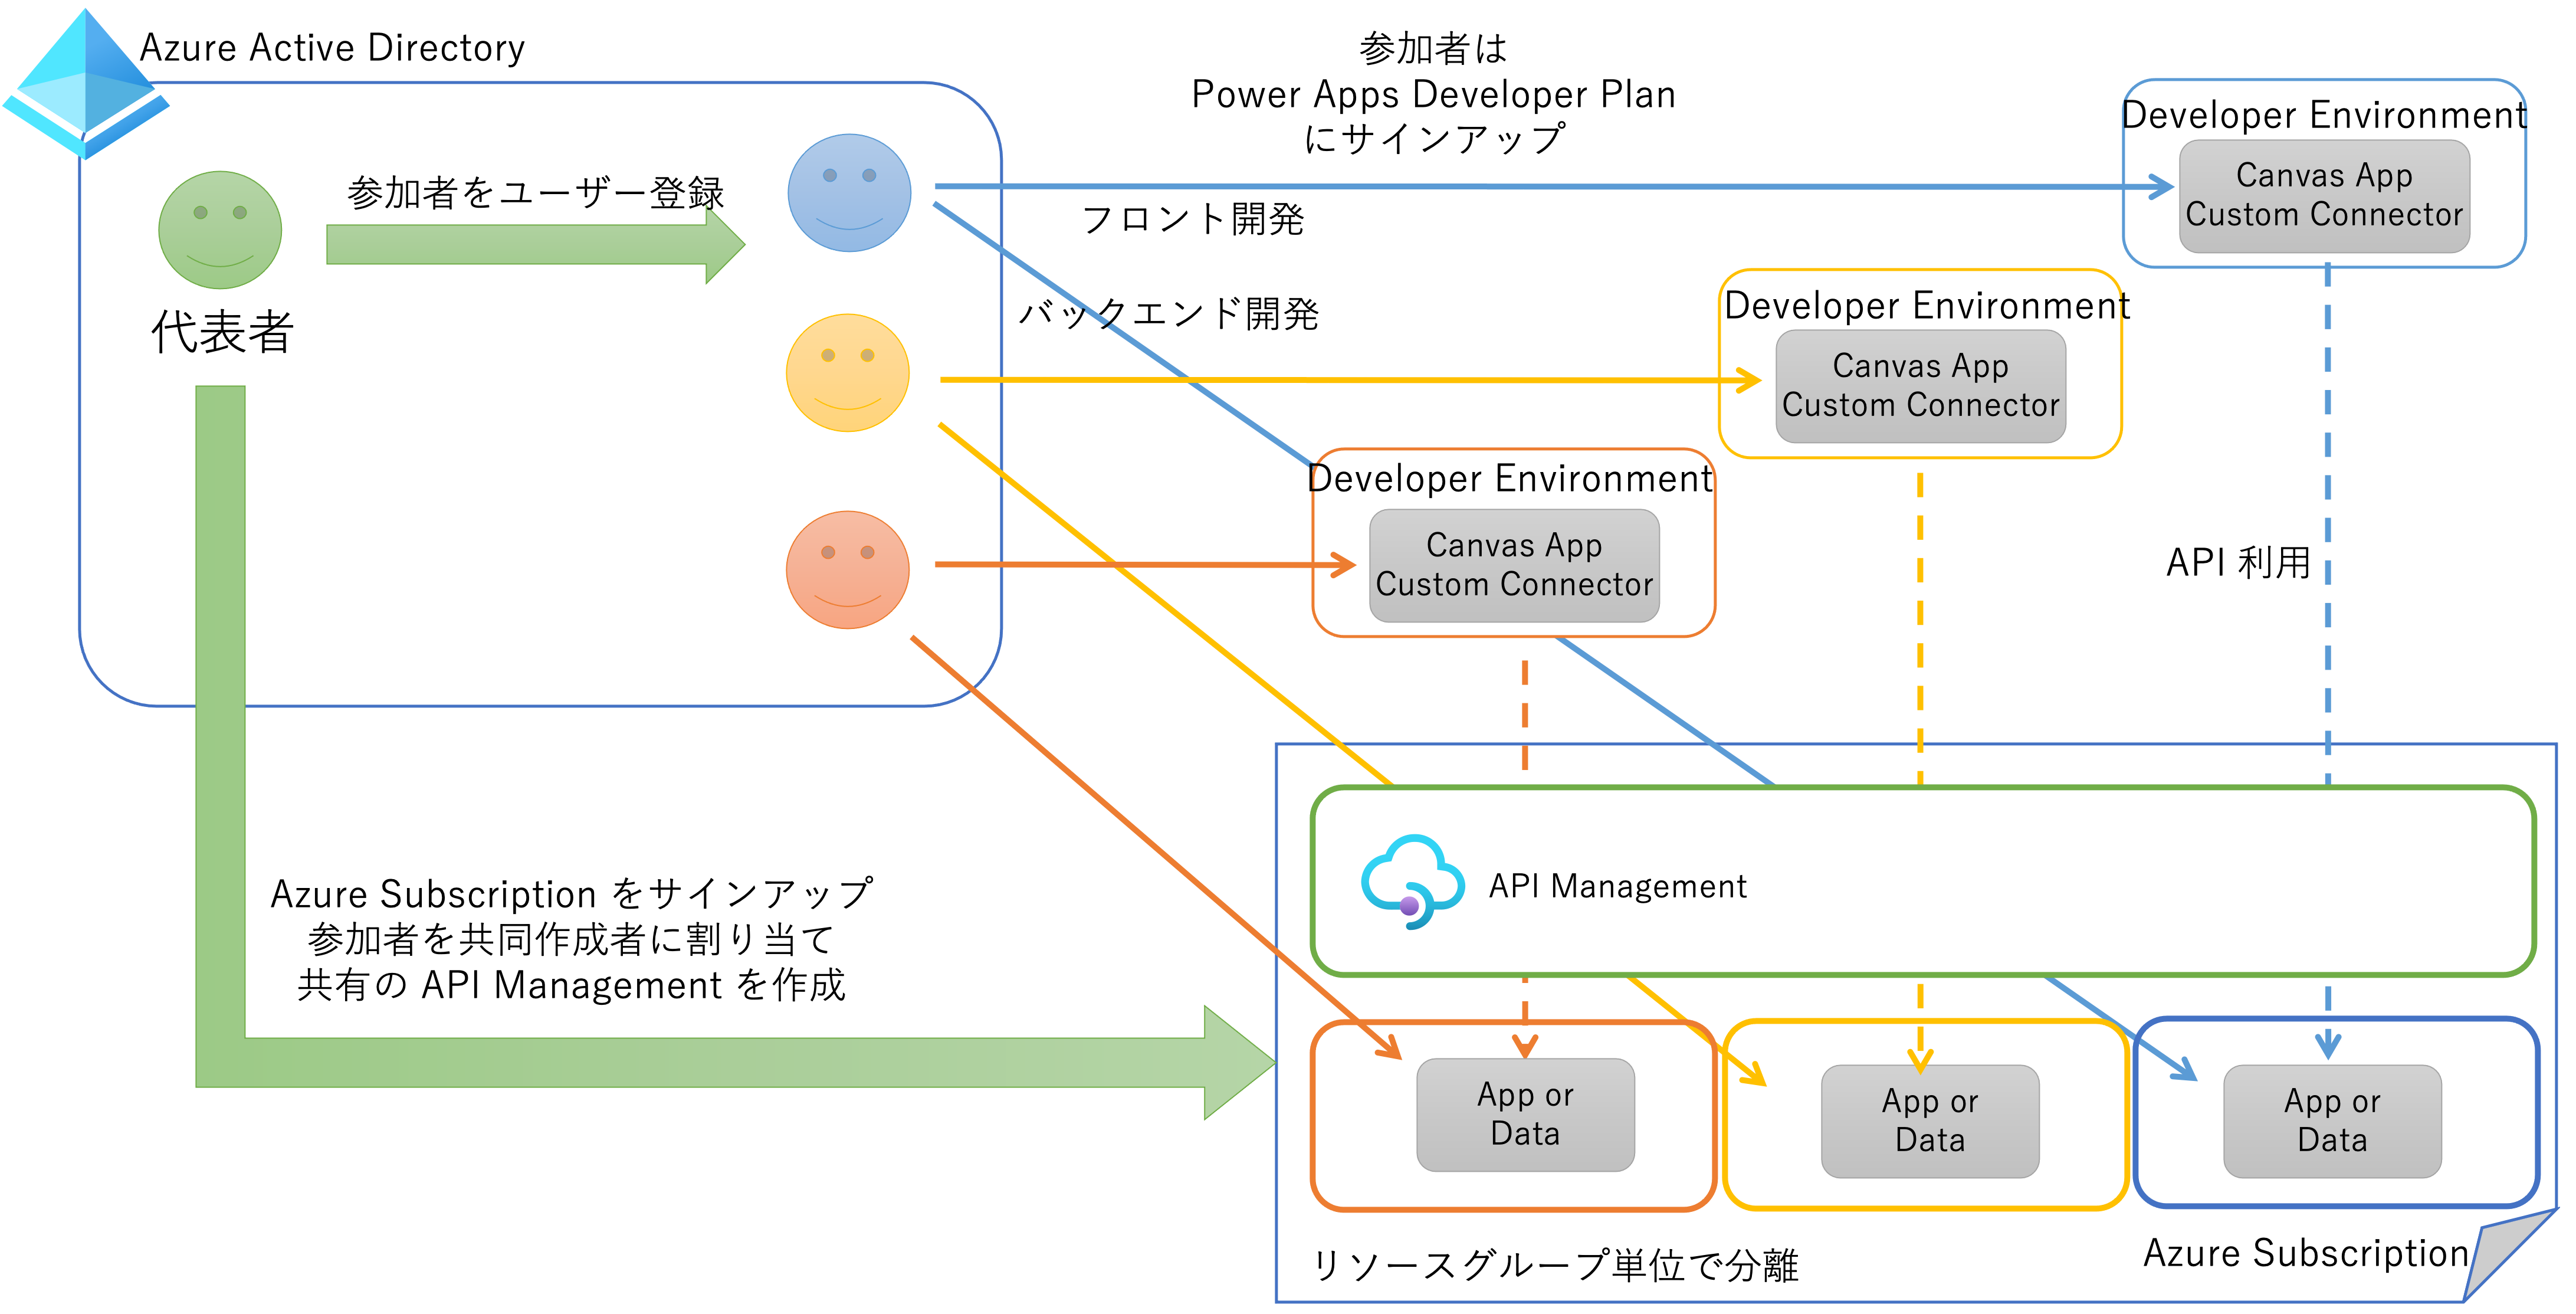 Azure Active Directory
参加者は
Power Apps Developer Plan
にサインアップ
参加者をユーザー登録
代表者
フロント開発
バックエンド開発
Developer Environment
Canvas App
Custom Connector
Developer Environment
Canvas App
Custom Connector
Developer Environment
Canvas App
Custom Connector
API 利用
Azure Subscription をサインアップ
参加者を共同作成者に割り当て
共有の API Management を作成
API Management
App or
Data
App or
Data
App or
Data
リソースグループ単位で分離
Azure Subscription